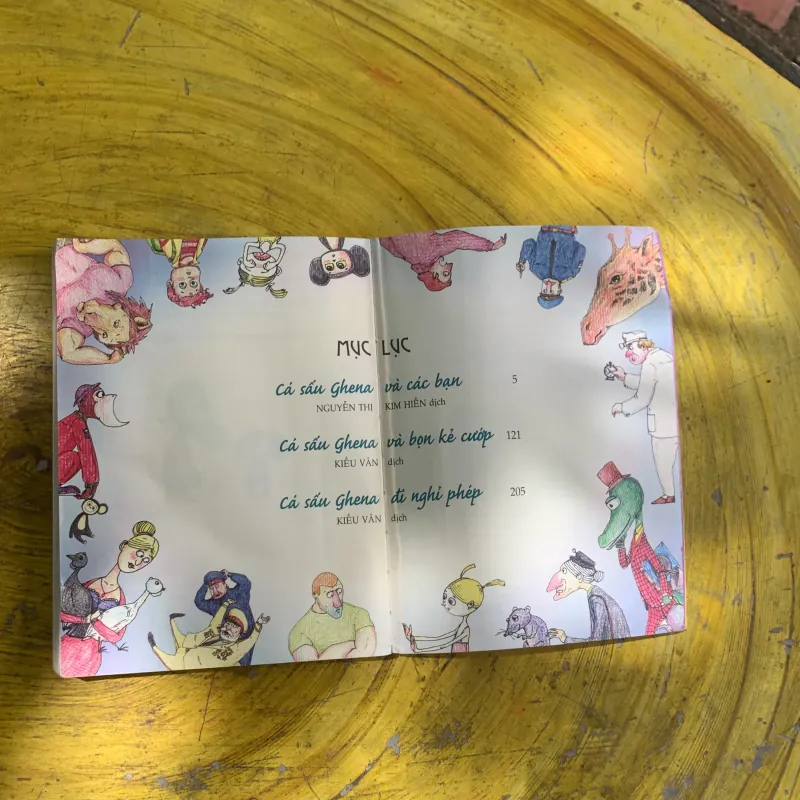 MỤC LỤC
Cá sấu Ghena và các bạn 5
NGUYỄN THỊ KIM HIỀN dịch
Cá sấu Ghena và bọn kẻ cướp 121
KIỀU VÂN dịch
Cá sấu Ghena đi nghỉ phép 205
KIỀU VÂN dịch